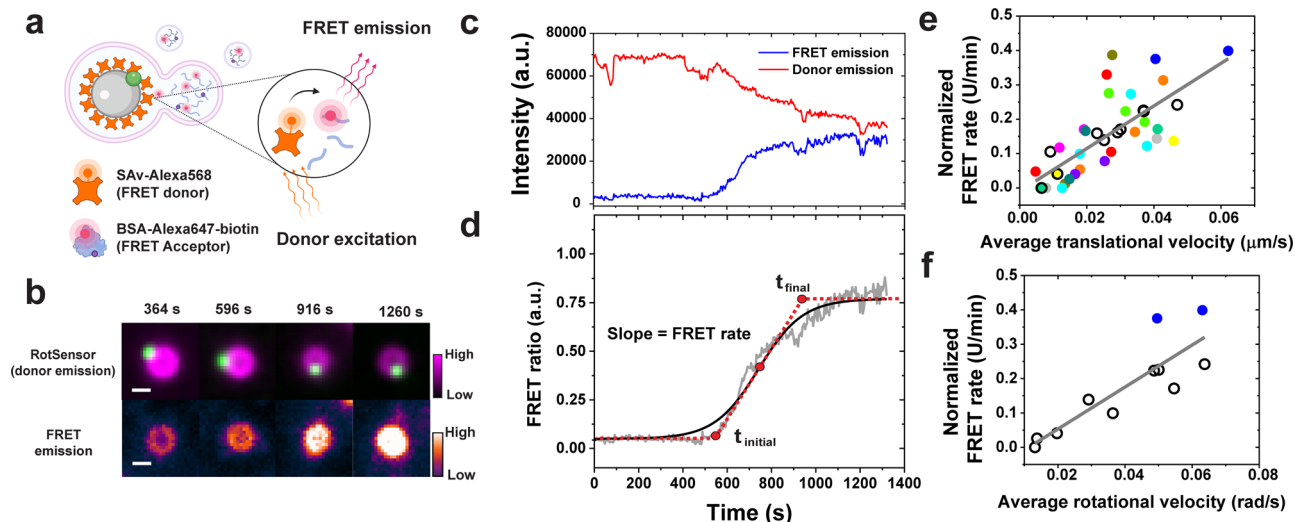 a
FRET emission
SAv-Alexa568
(FRET donor)
BSA-Alexa647-biotin
(FRET Acceptor)
Donor excitation
b
364 s
596 s
916 s
1260 s
RotSensor
(donor emission)
High
Low
FRET
emission
High
Low
c
80000
60000
40000
20000
0
Intensity (a.u.)
FRET emission
Donor emission
d
1.00
0.75
0.50
0.25
0.00
FRET ratio (a.u.)
t final
Slope = FRET rate
t initial
0 200 400 600 800 1000 1200 1400
Time (s)
e
0.5
0.4
0.3
0.2
0.1
0.0
Normalized
FRET rate (U/min)
0.00 0.02 0.04 0.06
Average translational velocity (μm/s)
f
0.5
0.4
0.3
0.2
0.1
0.0
Normalized
FRET rate (U/min)
0.02 0.04 0.06 0.08
Average rotational velocity (rad/s)